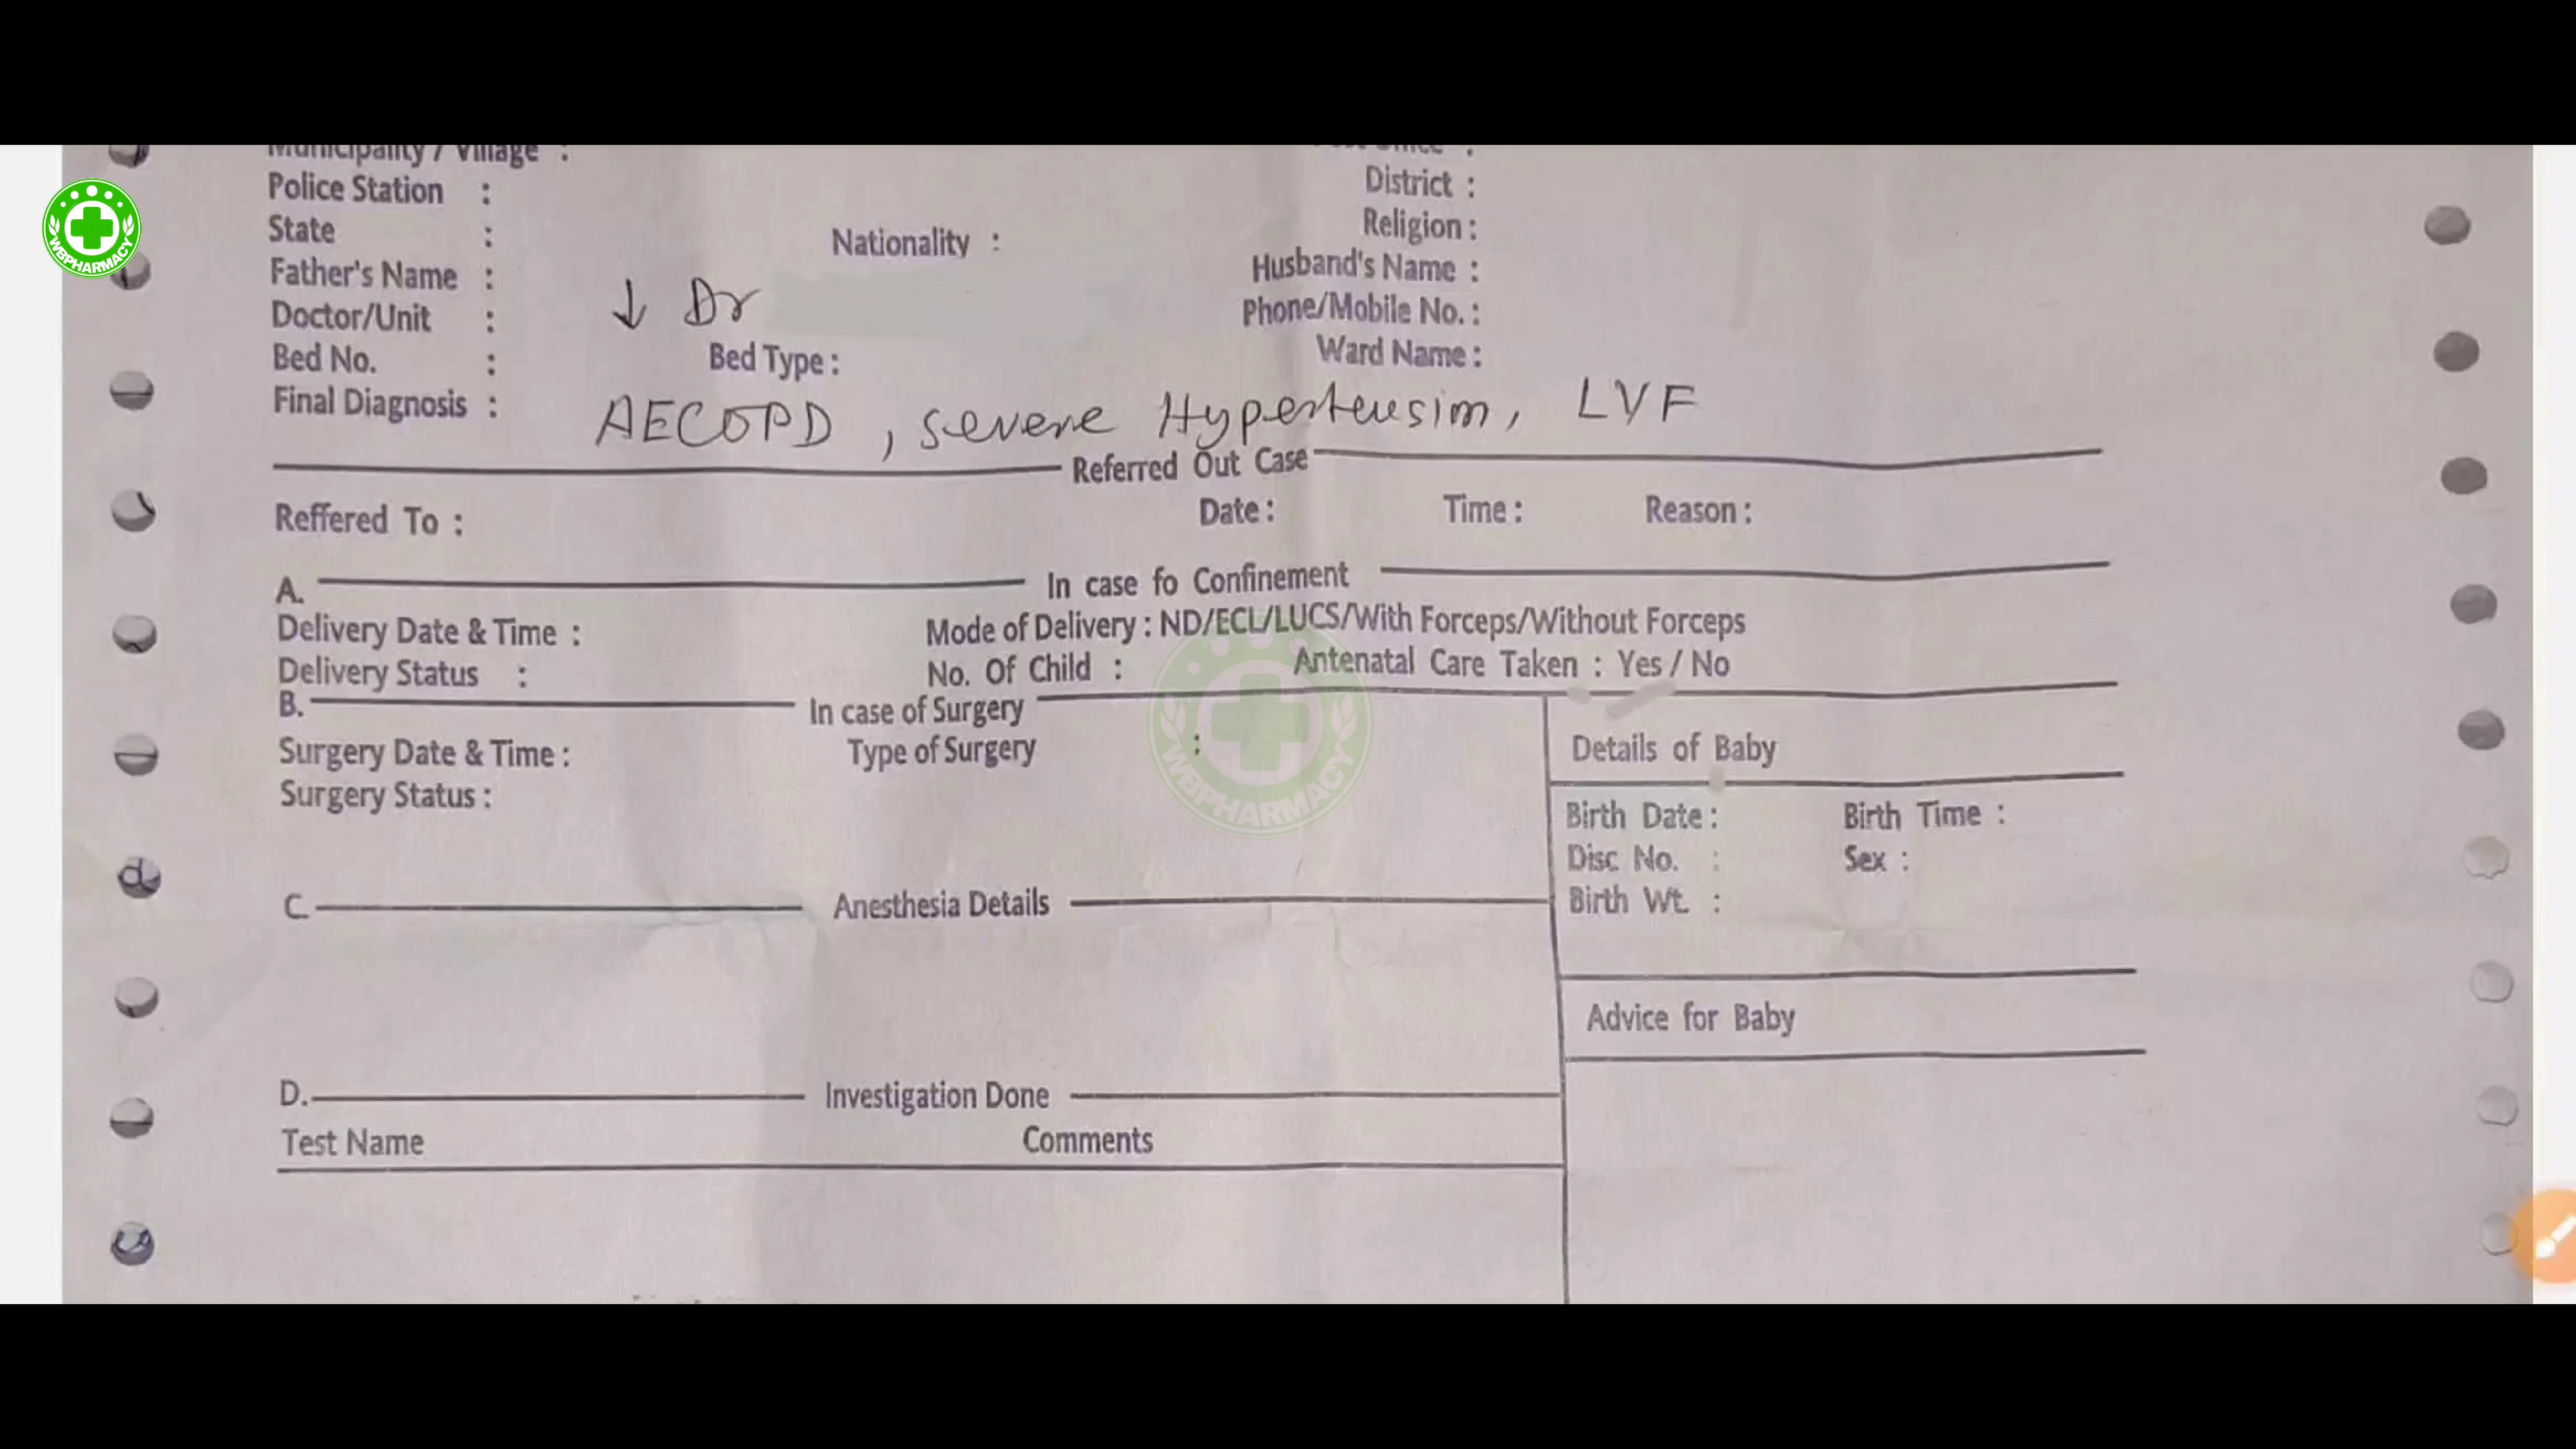 Municipality / Village :
Police Station :
District :
State :
Nationality :
Religion :
Father's Name :
Husband's Name :
Doctor/Unit : ↓ Dr
Phone/Mobile No. :
Bed No. :
Bed Type :
Ward Name :
Final Diagnosis : AECOPD, severe Hypertension, LVF
Referred Out Case
Reffered To :
Date :
Time :
Reason :
A. In case fo Confinement
Delivery Date & Time :
Mode of Delivery : ND/ECL/LUCS/With Forceps/Without Forceps
Delivery Status :
No. Of Child :
Antenatal Care Taken : Yes / No
B. In case of Surgery
Surgery Date & Time :
Type of Surgery :
Surgery Status :
Details of Baby
Birth Date :
Birth Time :
Disc No. :
Sex :
Birth Wt. :
C. Anesthesia Details
Advice for Baby
D. Investigation Done
Test Name
Comments
WBPHARMACY
WBPHARMACY